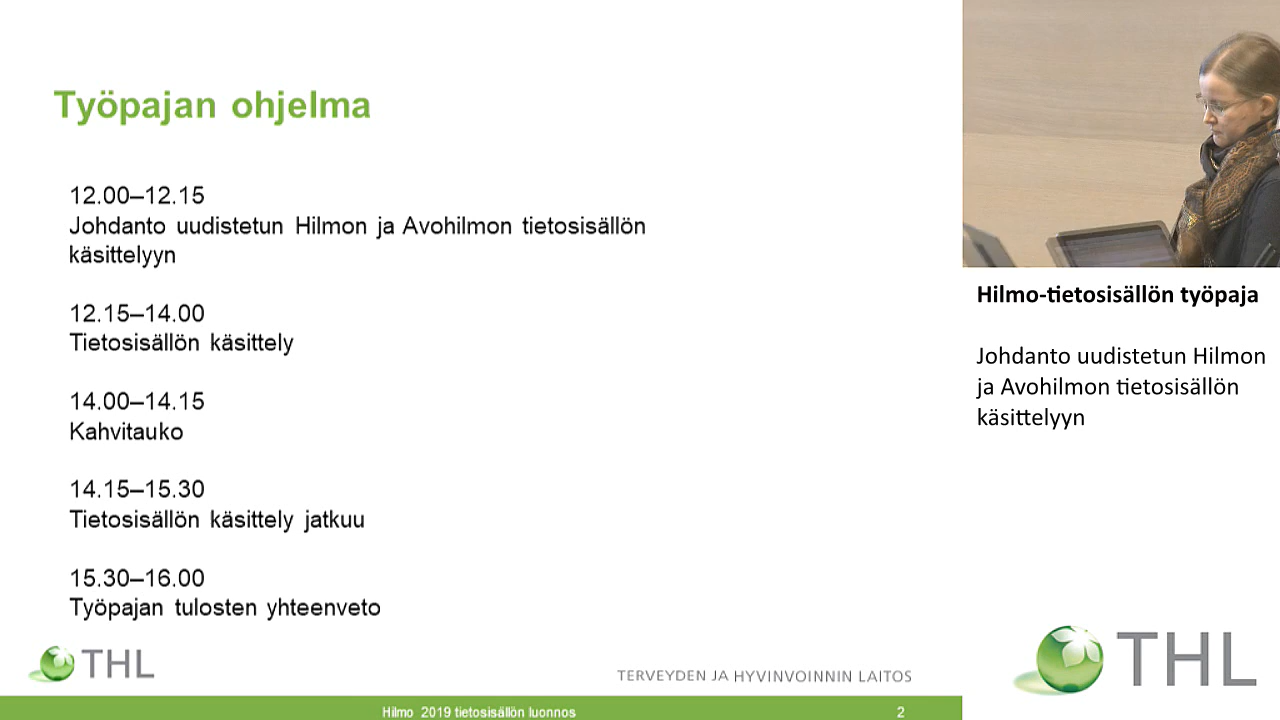 Työpajan ohjelma
12.00–12.15
Johdanto uudistetun Hilmon ja Avohilmon tietosisällön
käsittelyyn
12.15–14.00
Tietosisällön käsittely
14.00–14.15
Kahvitauko
14.15–15.30
Tietosisällön käsittely jatkuu
15.30–16.00
Työpajan tulosten yhteenveto
THL
TERVEYDEN JA HYVINVOINNIN LAITOS
Hilmo 2019 tietosisällön luonnos
2
Hilmo-tietosisällön työpaja
Johdanto uudistetun Hilmon
ja Avohilmon tietosisällön
käsittelyyn
THL